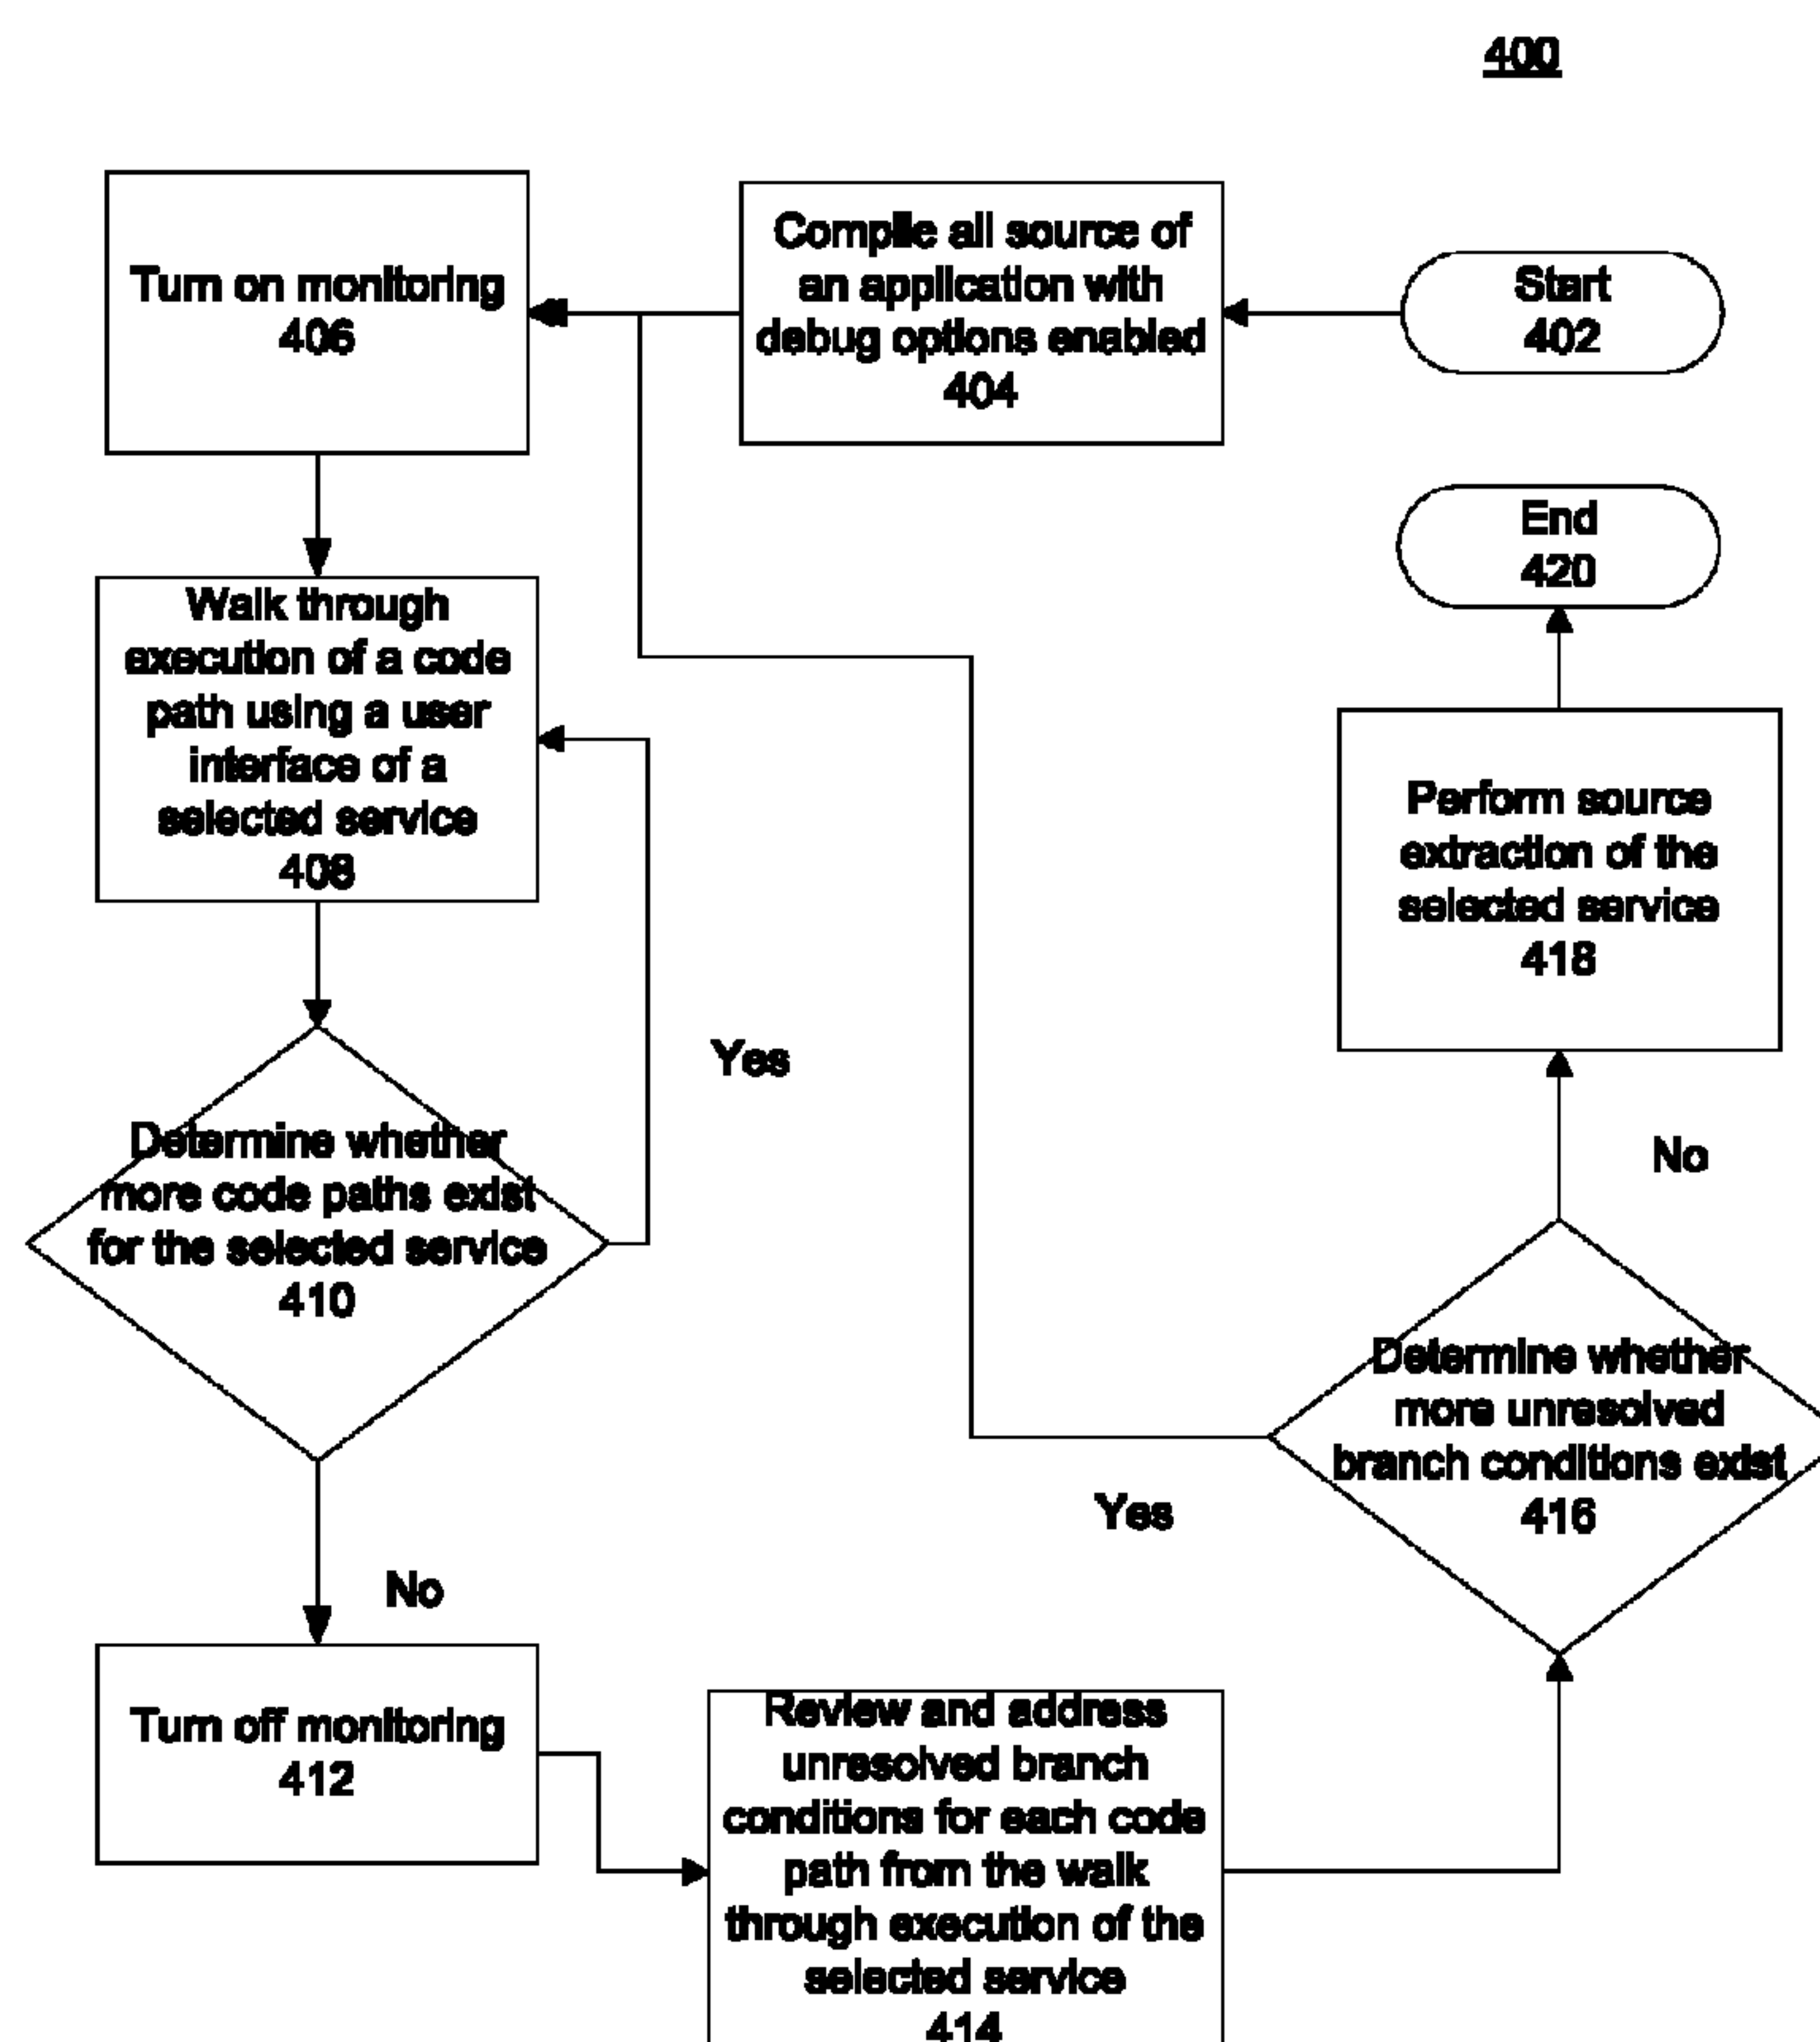 400
Start
402
Compile all source of
an application with
debug options enabled
404
Turn on monitoring
406
Walk through
execution of a code
path using a user
interface of a
selected service
408
Yes
Determine whether
more code paths exist
for the selected service
410
No
Turn off monitoring
412
Review and address
unresolved branch
conditions for each code
path from the walk
through execution of the
selected service
414
Determine whether
more unresolved
branch conditions exist
416
Yes
No
Perform source
extraction of the
selected service
418
End
420